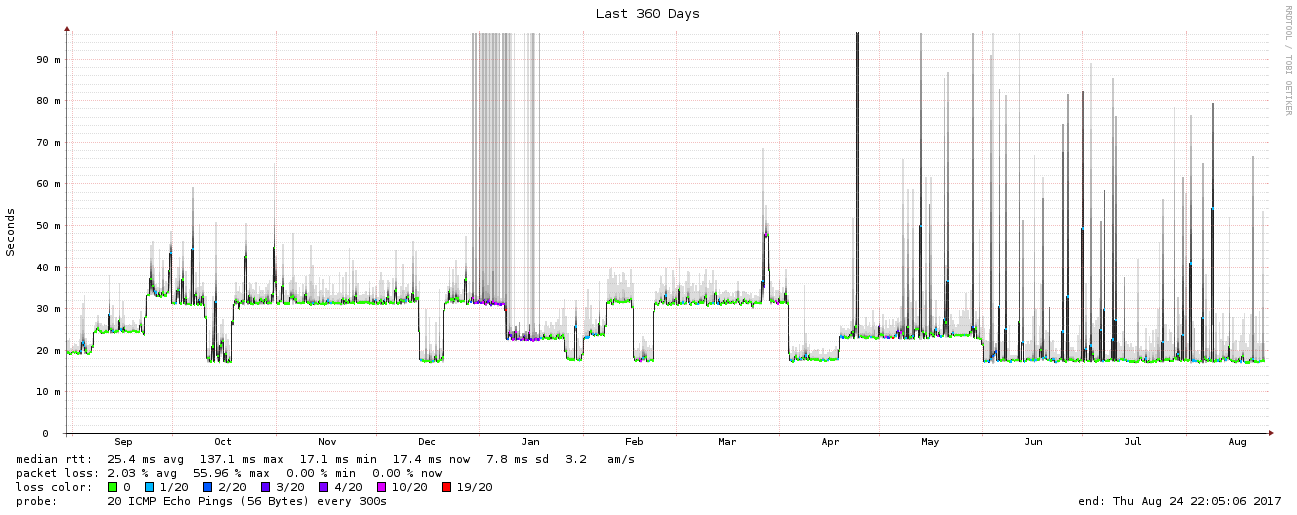 Last 360 Days
RRDTOOL / TOBI OETIKER
Seconds
90 m
80 m
70 m
60 m
50 m
40 m
30 m
20 m
10 m
0
Sep Oct Nov Dec Jan Feb Mar Apr May Jun Jul Aug
median rtt: 25.4 ms avg 137.1 ms max 17.1 ms min 17.4 ms now 7.8 ms sd 3.2 am/s
packet loss: 2.03 % avg 55.96 % max 0.00 % min 0.00 % now
loss color: 0 1/20 2/20 3/20 4/20 10/20 19/20
probe: 20 ICMP Echo Pings (56 Bytes) every 300s
end: Thu Aug 24 22:05:06 2017